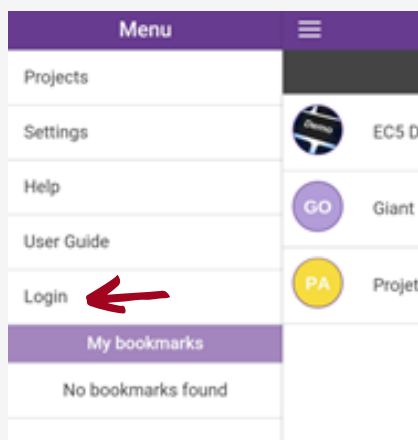 Menu
Projects
Settings
Help
User Guide
Login
My bookmarks
No bookmarks found
Demo
EC5 D
GO
Giant
PA
Projet